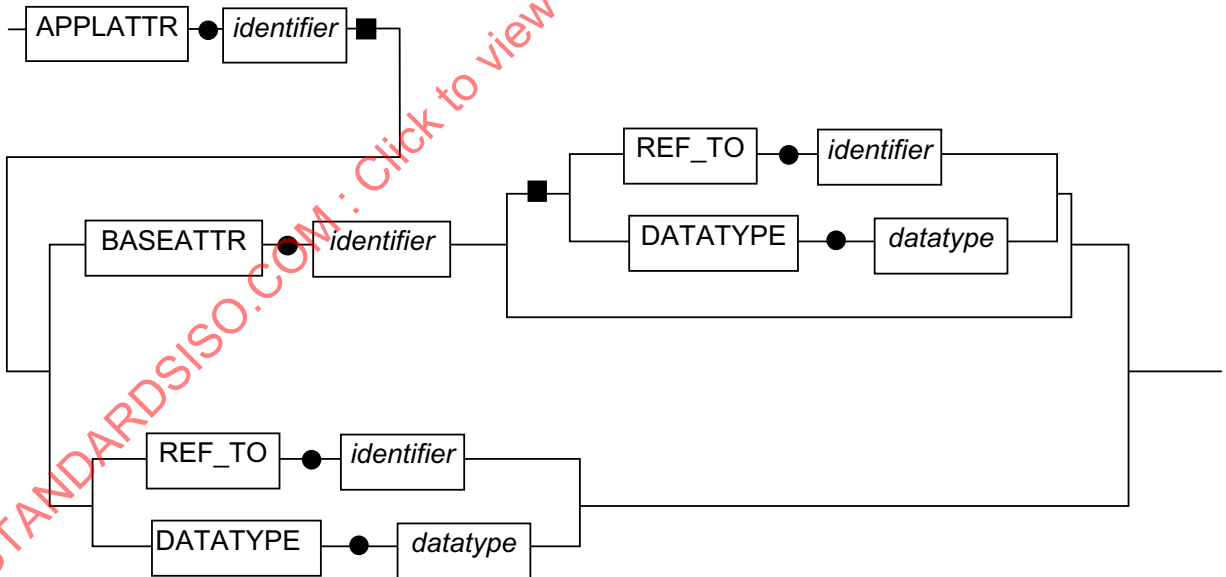 APPLATTR identifier
REF_TO identifier
BASEATTR identifier
DATATYPE datatype
REF_TO identifier
DATATYPE datatype
STANDARDSISO.COM : Click to view